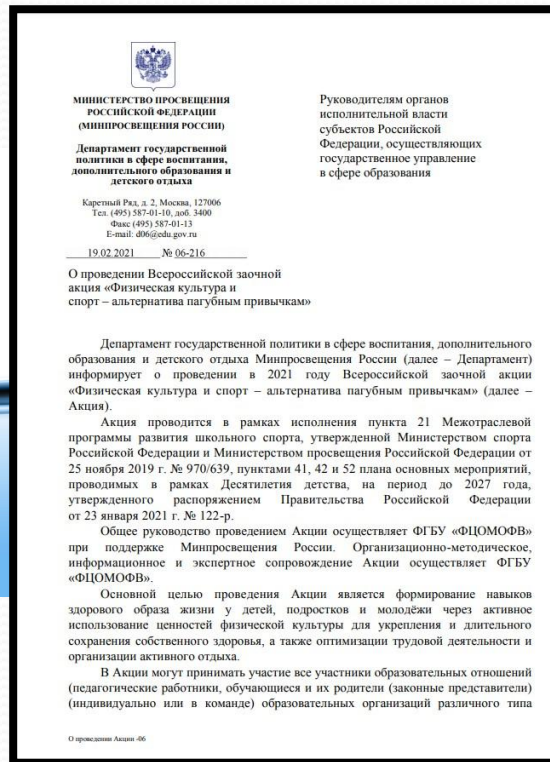 МИНИСТЕРСТВО ПРОСВЕЩЕНИЯ
РОССИЙСКОЙ ФЕДЕРАЦИИ
(МИНПРОСВЕЩЕНИЯ РОССИИ)
Департамент государственной
политики в сфере воспитания,
дополнительного образования и
детского отдыха
Каретный Ряд, д. 2, Москва, 127006
Тел. (495) 587-01-10, доб. 3400
Факс (495) 587-01-13
E-mail: d06@edu.gov.ru
19.02.2021 № 06-216
Руководителям органов
исполнительной власти
субъектов Российской
Федерации, осуществляющих
государственное управление
в сфере образования
О проведении Всероссийской заочной
акция «Физическая культура и
спорт – альтернатива пагубным привычкам»
Департамент государственной политики в сфере воспитания, дополнительного
образования и детского отдыха Минпросвещения России (далее – Департамент)
информирует о проведении в 2021 году Всероссийской заочной акции
«Физическая культура и спорт – альтернатива пагубным привычкам» (далее –
Акция).
Акция проводится в рамках исполнения пункта 21 Межотраслевой
программы развития школьного спорта, утвержденной Министерством спорта
Российской Федерации и Министерством просвещения Российской Федерации от
25 ноября 2019 г. № 970/639, пунктами 41, 42 и 52 плана основных мероприятий,
проводимых в рамках Десятилетия детства, на период до 2027 года,
утвержденного распоряжением Правительства Российской Федерации
от 23 января 2021 г. № 122-р.
Общее руководство проведением Акции осуществляет ФГБУ «ФЦОМОФВ»
при поддержке Минпросвещения России. Организационно-методическое,
информационное и экспертное сопровождение Акции осуществляет ФГБУ
«ФЦОМОФВ».
Основной целью проведения Акции является формирование навыков
здорового образа жизни у детей, подростков и молодёжи через активное
использование ценностей физической культуры для укрепления и длительного
сохранения собственного здоровья, а также оптимизации трудовой деятельности и
организации активного отдыха.
В Акции могут принимать участие все участники образовательных отношений
(педагогические работники, обучающиеся и их родители (законные представители)
(индивидуально или в команде) образовательных организаций различного типа
О проведении Акции -06